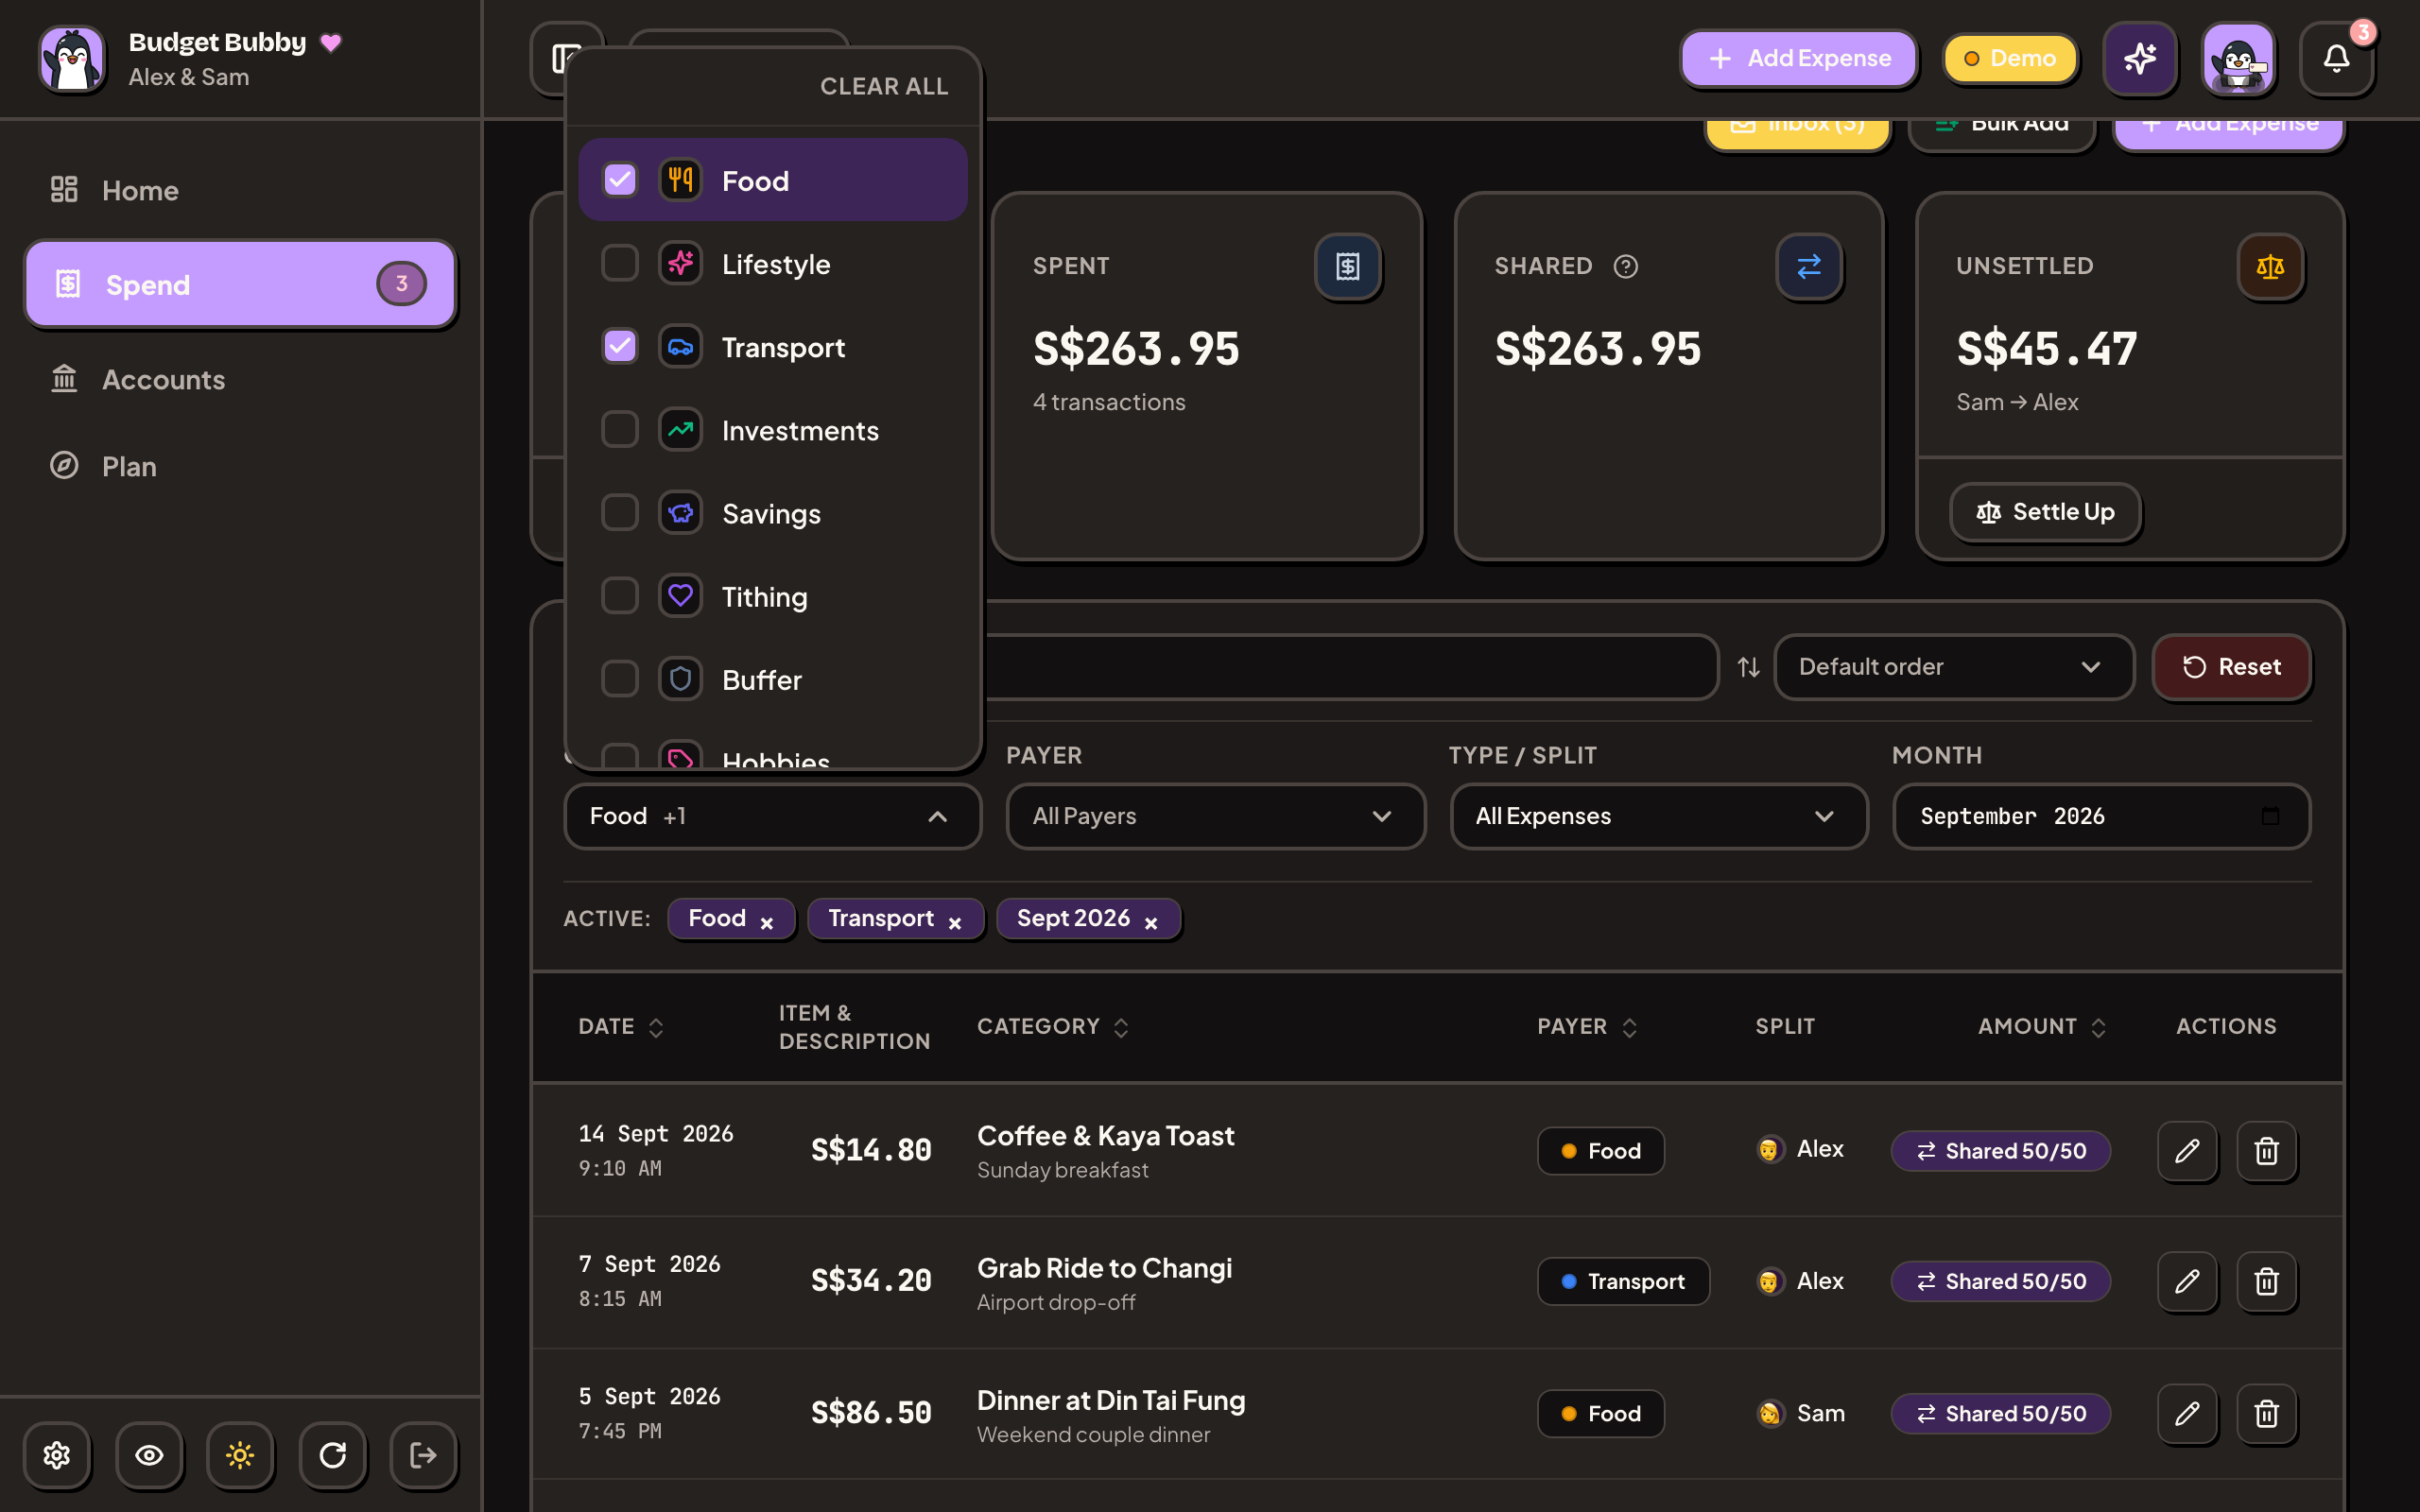 Budget Bubby
Alex & Sam
Home
Spend 3
Accounts
Plan
Add Expense
Demo
3
Inbox (3)
Bulk Add
Add Expense
CLEAR ALL
Food
Lifestyle
Transport
Investments
Savings
Tithing
Buffer
Hobbies
SPENT
S$263.95
4 transactions
SHARED
S$263.95
UNSETTLED
S$45.47
Sam → Alex
Settle Up
Default order
Reset
PAYER
TYPE / SPLIT
MONTH
Food +1
All Payers
All Expenses
September 2026
ACTIVE: Food × Transport × Sept 2026 ×
DATE
ITEM & DESCRIPTION
CATEGORY
PAYER
SPLIT
AMOUNT
ACTIONS
14 Sept 2026
9:10 AM
S$14.80
Coffee & Kaya Toast
Sunday breakfast
Food
Alex
Shared 50/50
7 Sept 2026
8:15 AM
S$34.20
Grab Ride to Changi
Airport drop-off
Transport
Alex
Shared 50/50
5 Sept 2026
7:45 PM
S$86.50
Dinner at Din Tai Fung
Weekend couple dinner
Food
Sam
Shared 50/50